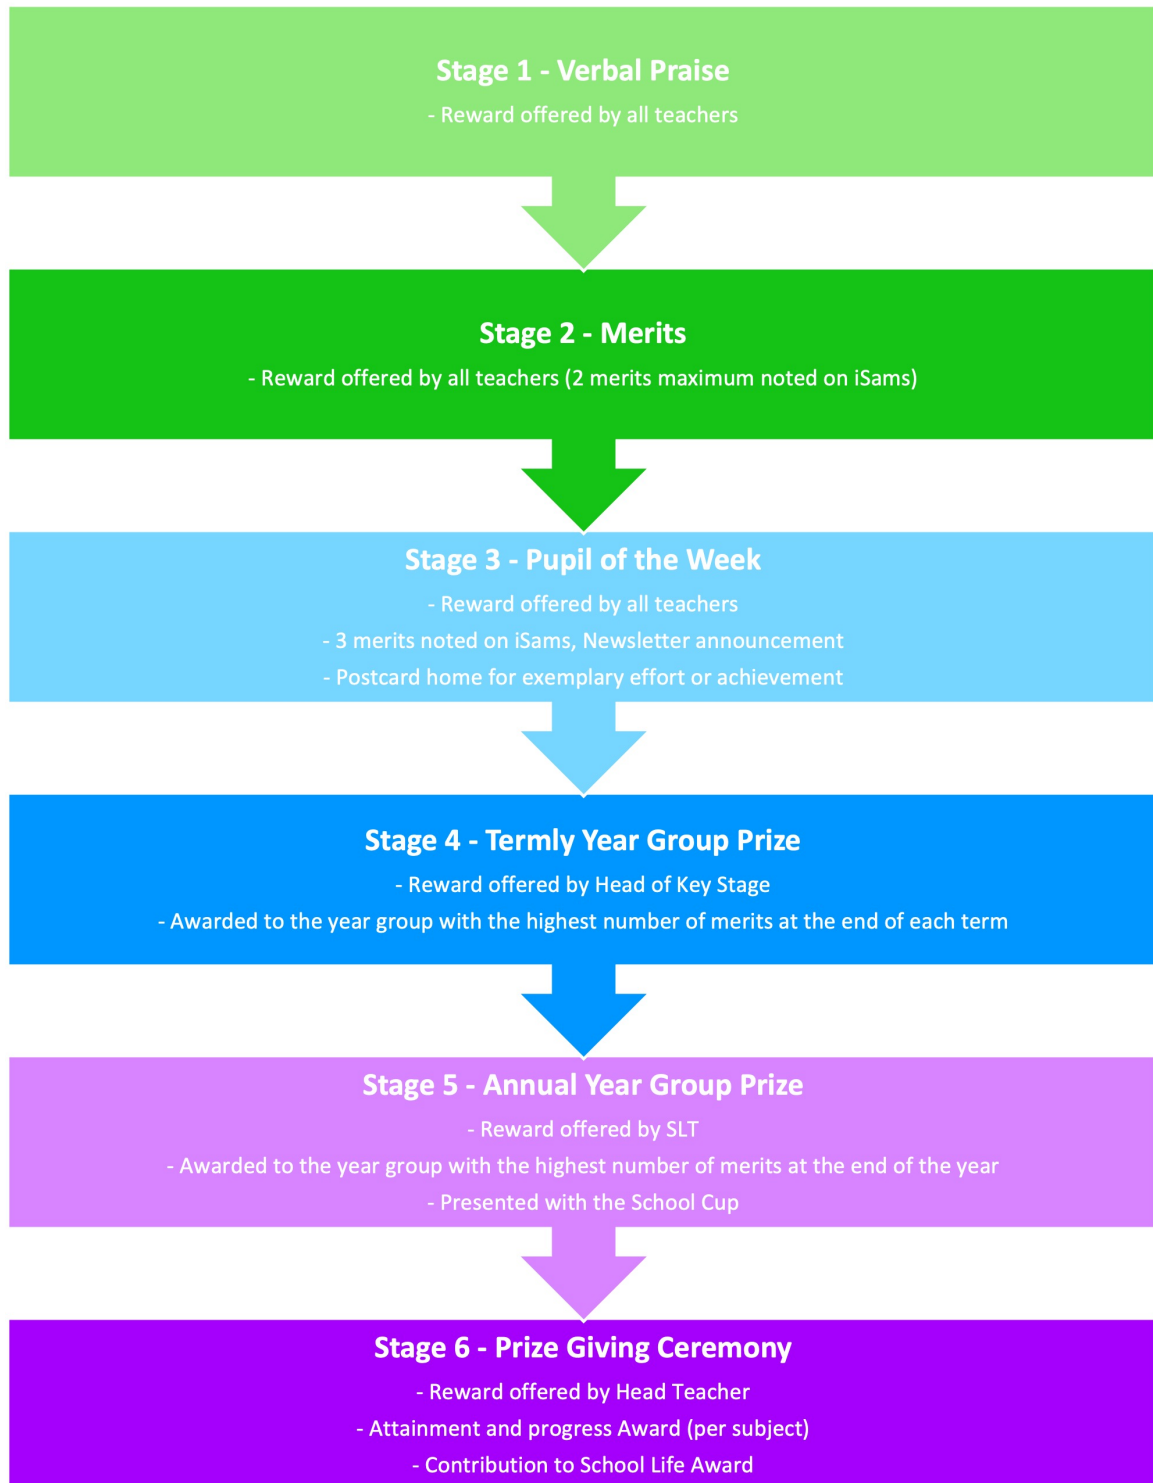 Stage 1 - Verbal Praise
- Reward offered by all teachers
Stage 2 - Merits
- Reward offered by all teachers (2 merits maximum noted on iSams)
Stage 3 - Pupil of the Week
- Reward offered by all teachers
- 3 merits noted on iSams, Newsletter announcement
- Postcard home for exemplary effort or achievement
Stage 4 - Termly Year Group Prize
- Reward offered by Head of Key Stage
- Awarded to the year group with the highest number of merits at the end of each term
Stage 5 - Annual Year Group Prize
- Reward offered by SLT
- Awarded to the year group with the highest number of merits at the end of the year
- Presented with the School Cup
Stage 6 - Prize Giving Ceremony
- Reward offered by Head Teacher
- Attainment and progress Award (per subject)
- Contribution to School Life Award